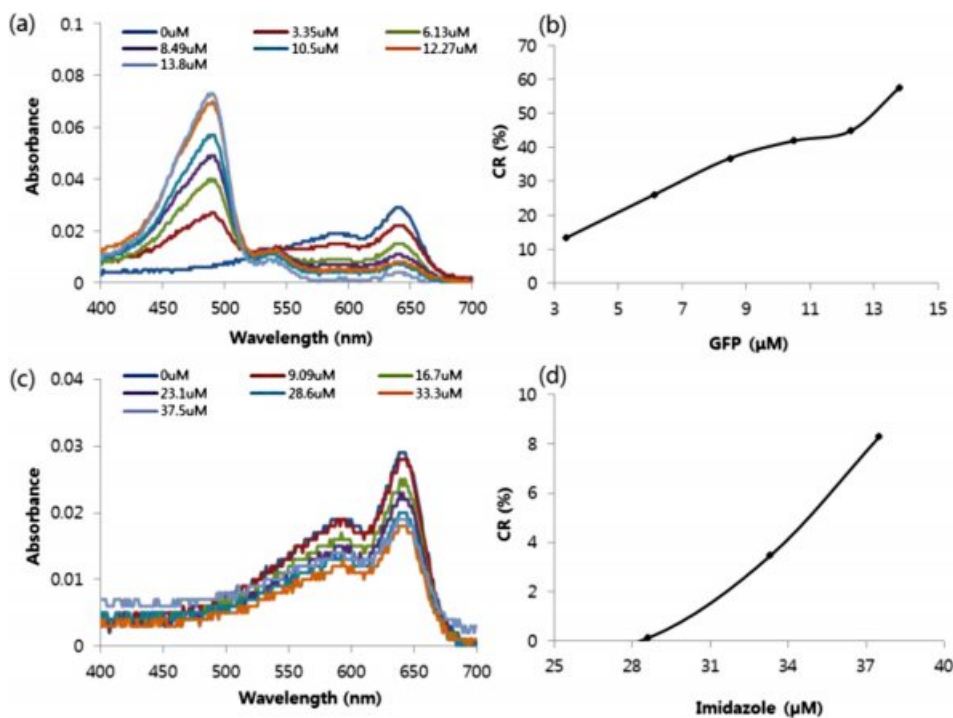 (a)
0uM 3.35uM 6.13uM
8.49uM 10.5uM 12.27uM
13.8uM
0.1
0.08
0.06
0.04
0.02
0
Absorbance
400 450 500 550 600 650 700
Wavelength (nm)
(b)
70
60
50
40
30
20
10
0
CR (%)
3 5 7 9 11 13 15
GFP (μM)
(c)
0uM 9.09uM 16.7uM
23.1uM 28.6uM 33.3uM
37.5uM
0.04
0.03
0.02
0.01
0
Absorbance
400 450 500 550 600 650 700
Wavelength (nm)
(d)
10
8
6
4
2
0
CR (%)
25 28 31 34 37 40
Imidazole (μM)